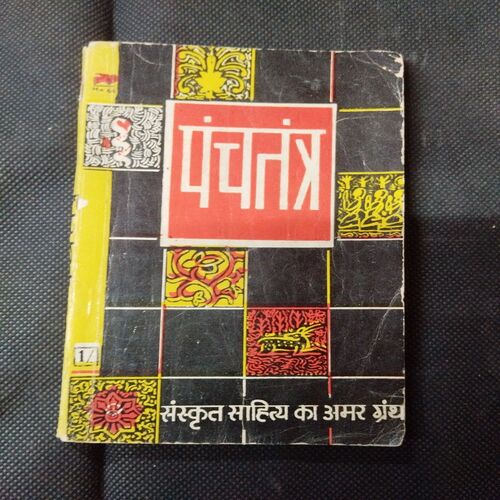 पंचतंत्र
1/
संस्कृत साहित्य का अमर ग्रंथ